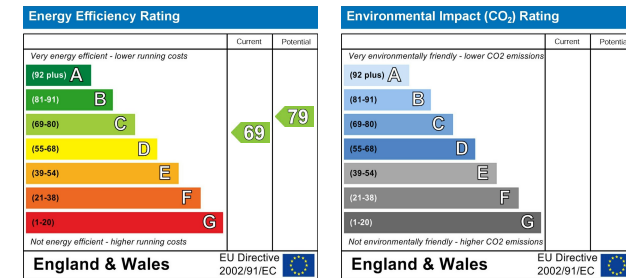 Energy Efficiency Rating
Current Potential
Very energy efficient - lower running costs
(92 plus) A
(81-91) B
(69-80) C
(55-68) D
(39-54) E
(21-38) F
(1-20) G
69
79
Not energy efficient - higher running costs
England & Wales
EU Directive
2002/91/EC
Environmental Impact (CO₂) Rating
Current Potential
Very environmentally friendly - lower CO2 emissions
(92 plus) A
(81-91) B
(69-80) C
(55-68) D
(39-54) E
(21-38) F
(1-20) G
Not environmentally friendly - higher CO2 emissions
England & Wales
EU Directive
2002/91/EC